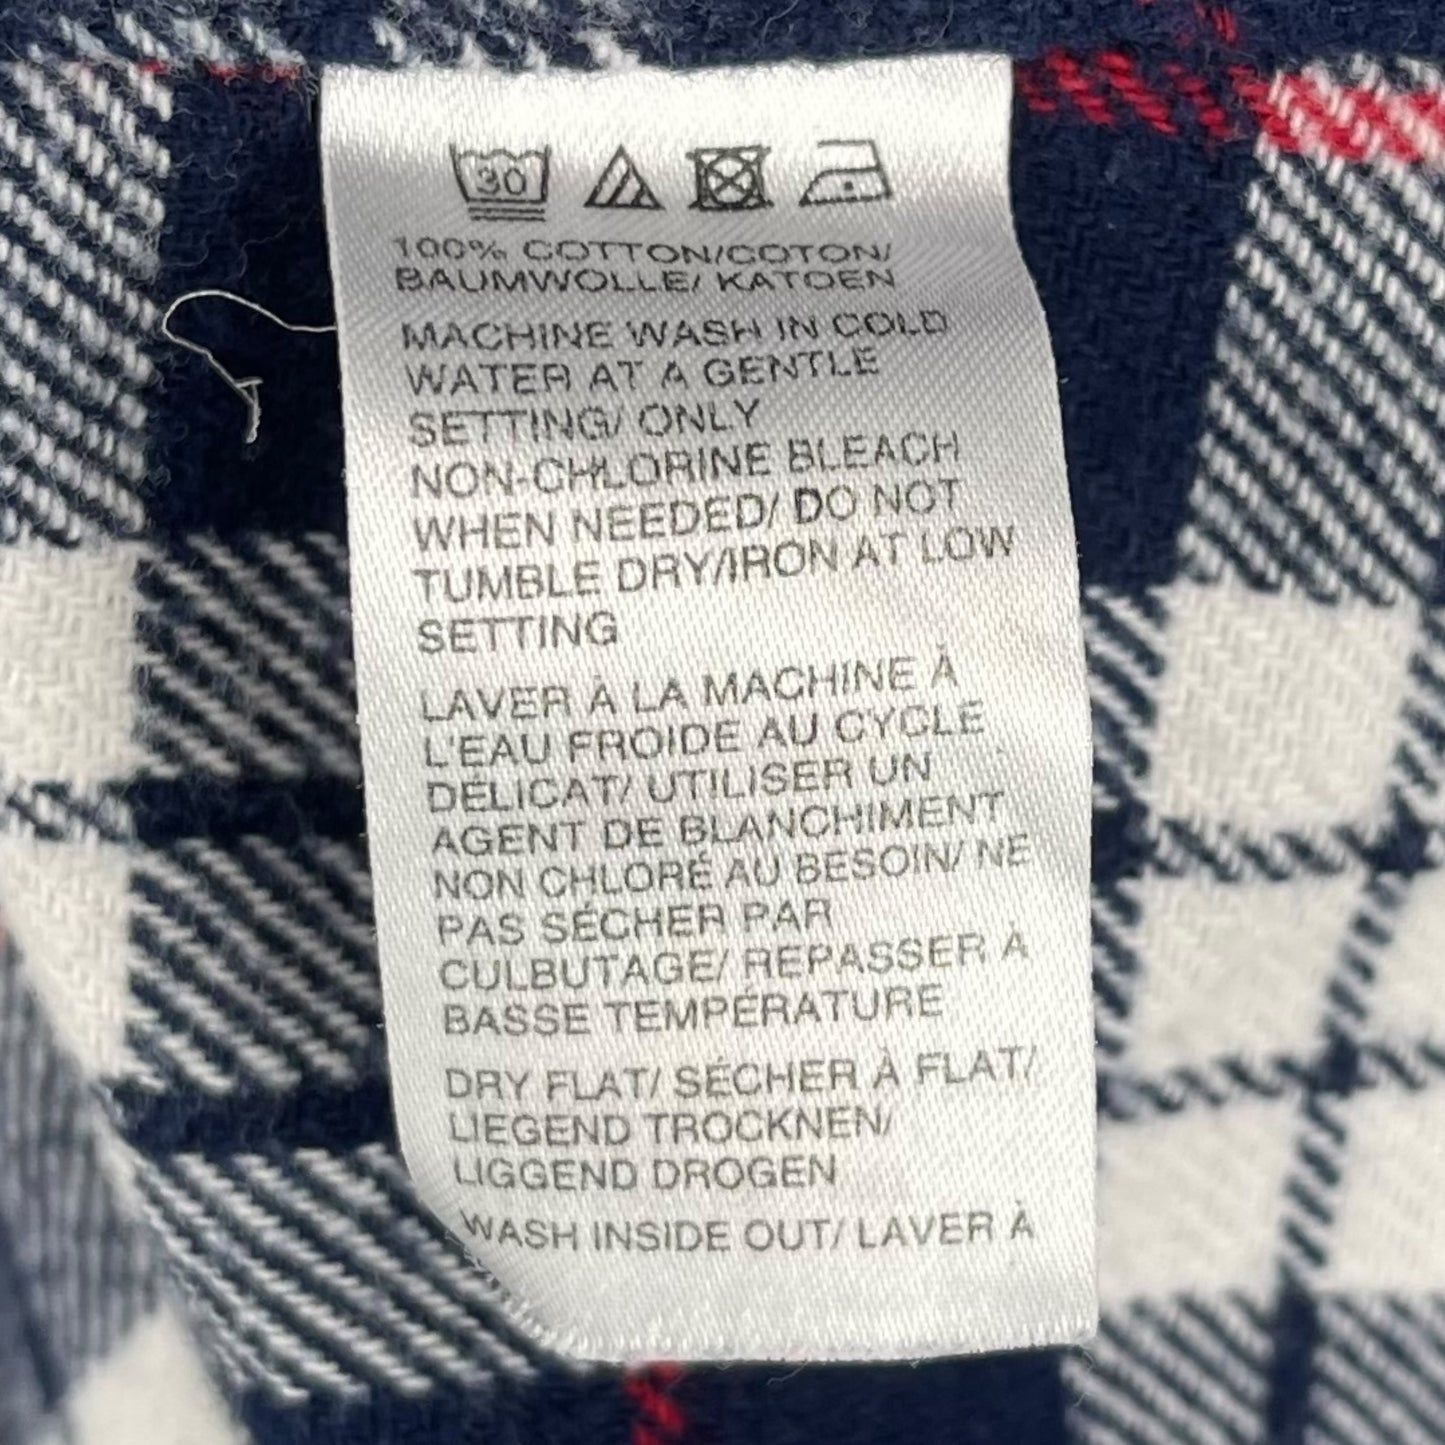 30
100% COTTON/COTON/
BAUMWOLLE/ KATOEN
MACHINE WASH IN COLD
WATER AT A GENTLE
SETTING/ ONLY
NON-CHLORINE BLEACH
WHEN NEEDED/ DO NOT
TUMBLE DRY/IRON AT LOW
SETTING
LAVER À LA MACHINE À
L'EAU FROIDE AU CYCLE
DÉLICAT/ UTILISER UN
AGENT DE BLANCHIMENT
NON CHLORÉ AU BESOIN/ NE
PAS SÉCHER PAR
CULBUTAGE/ REPASSER À
BASSE TEMPÉRATURE
DRY FLAT/ SÉCHER À FLAT/
LIEGEND TROCKNEN/
LIGGEND DROGEN
WASH INSIDE OUT/ LAVER À